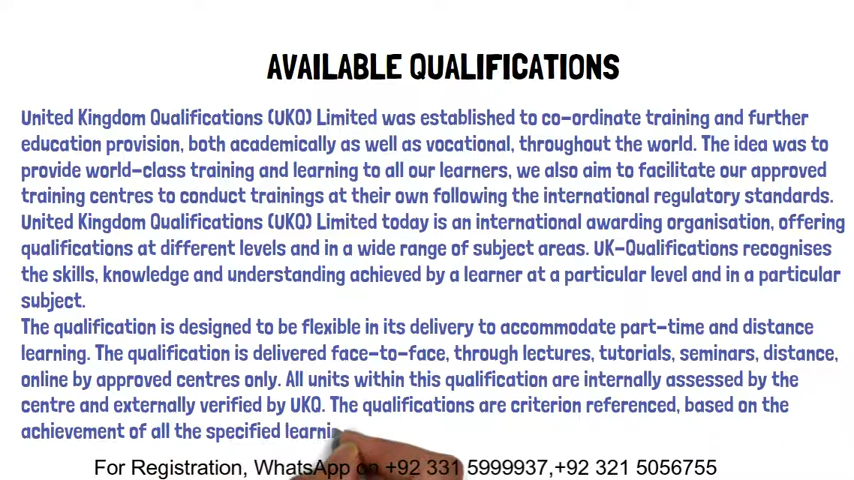 AVAILABLE QUALIFICATIONS
United Kingdom Qualifications (UKQ) Limited was established to co-ordinate training and further
education provision, both academically as well as vocational, throughout the world. The idea was to
provide world-class training and learning to all our learners, we also aim to facilitate our approved
training centres to conduct trainings at their own following the international regulatory standards.
United Kingdom Qualifications (UKQ) Limited today is an international awarding organisation, offering
qualifications at different levels and in a wide range of subject areas. UK-Qualifications recognises
the skills, knowledge and understanding achieved by a learner at a particular level and in a particular
subject.
The qualification is designed to be flexible in its delivery to accommodate part-time and distance
learning. The qualification is delivered face-to-face, through lectures, tutorials, seminars, distance,
online by approved centres only. All units within this qualification are internally assessed by the
centre and externally verified by UKQ. The qualifications are criterion referenced, based on the
achievement of all the specified learni
For Registration, WhatsApp on +92 331 5999937,+92 321 5056755